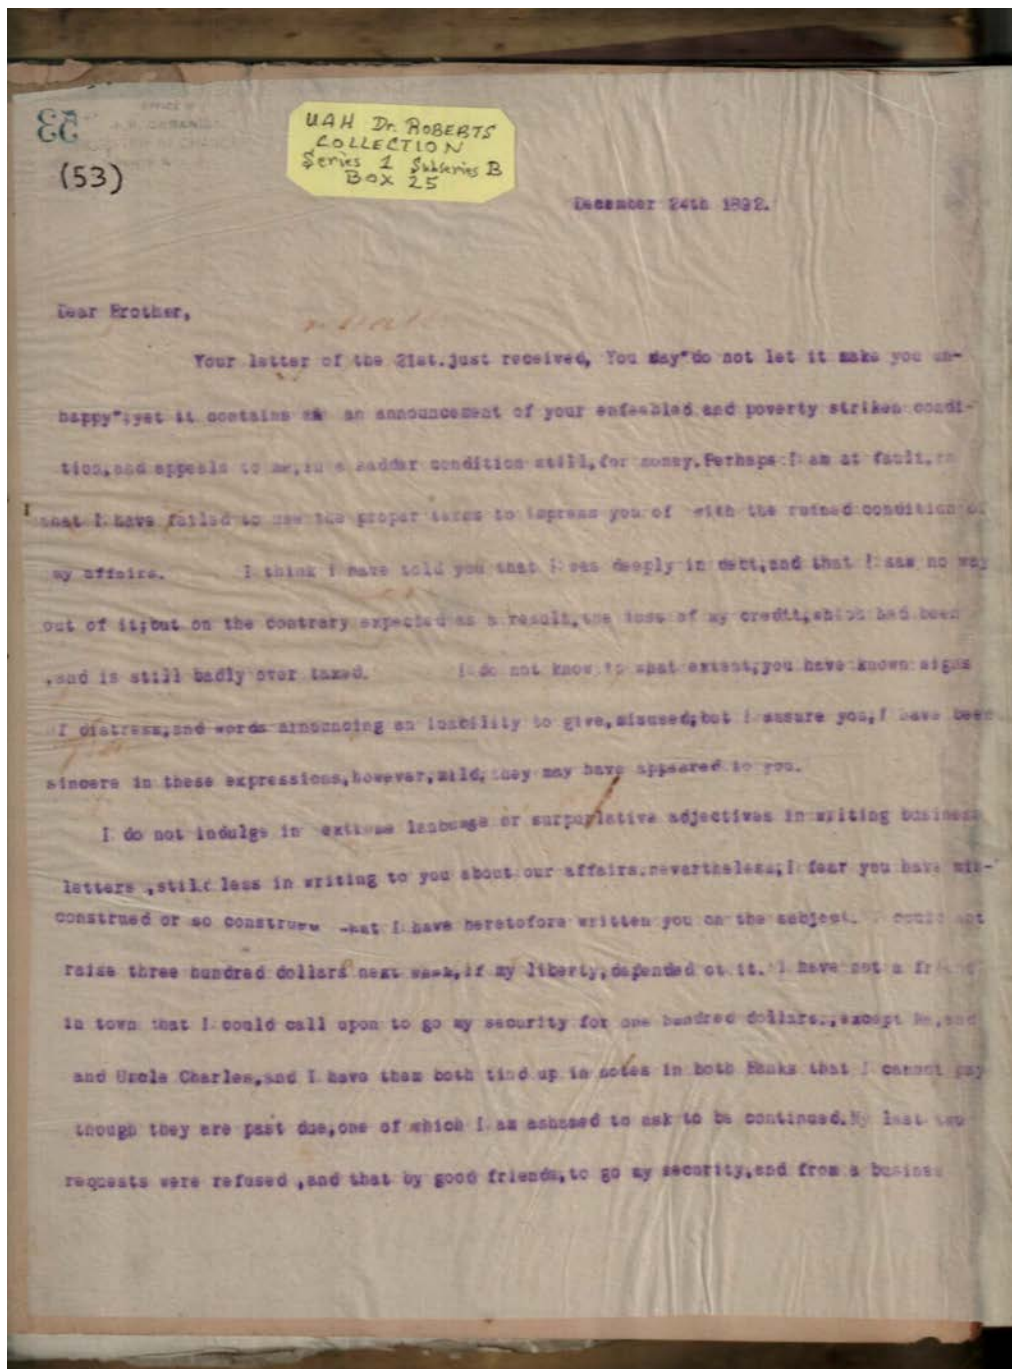 53
(53)
UAH Dr. ROBERTS
COLLECTION
Series 1 Subseries B
Box 25
December 24th 1892.
Dear Brother,
Your letter of the 21st.just received, You say"do not let it make you un-
happy";yet it contains an announcement of your enfeebled and poverty striken condi-
tion,and appeals to me,in a sadder condition still,for money.Perhaps I am at fault,in
that I have failed to use the proper terms to impress you of with the ruined condition of
my affairs. I think I have told you that I was deeply in debt,and that I saw no way
out of it;but on the contrary expected as a result,the loss of my credit,which had been
,and is still badly over taxed. I do not know to what extent,you have known signs
of distress,and words announcing an inability to give,misused,but I assure you,I have been
sincere in these expressions,however,mild,they may have appeared to you.
I do not indulge in extreme language or surpurlative adjectives in writing business
letters ,still less in writing to you about our affairs.nevertheless,I fear you have mis-
construed or so construed what I have heretofore written you on the subject. I could not
raise three hundred dollars next week,if my liberty,depended ot it. I have not a friend
in town that I could call upon to go my security for one hundred dollars.,except
and Uncle Charles,and I have them both tind up in notes in both Banks that I cannot pay
though they are past due,one of which I am ashamed to ask to be continued.My last two
requests were refused ,and that by good friends,to go my security,and from a business